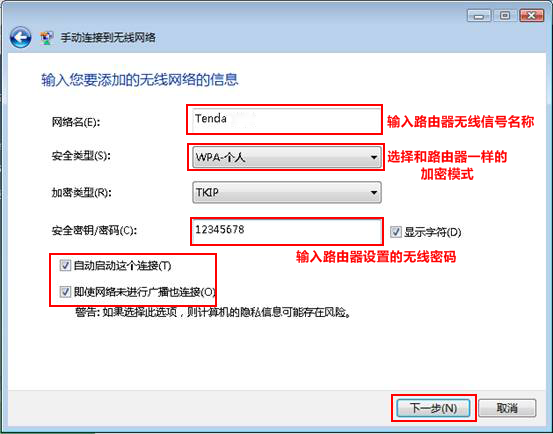 手动连接到无线网络
输入您要添加的无线网络的信息
网络名(E):
Tenda
输入路由器无线信号名称
安全类型(S):
WPA-个人
选择和路由器一样的
加密模式
加密类型(R):
TKIP
安全密钥/密码(C):
12345678
显示字符(D)
输入路由器设置的无线密码
自动启动这个连接(T)
即使网络未进行广播也连接(O)
警告: 如果选择此选项，则计算机的隐私信息可能存在风险。
下一步(N)
取消